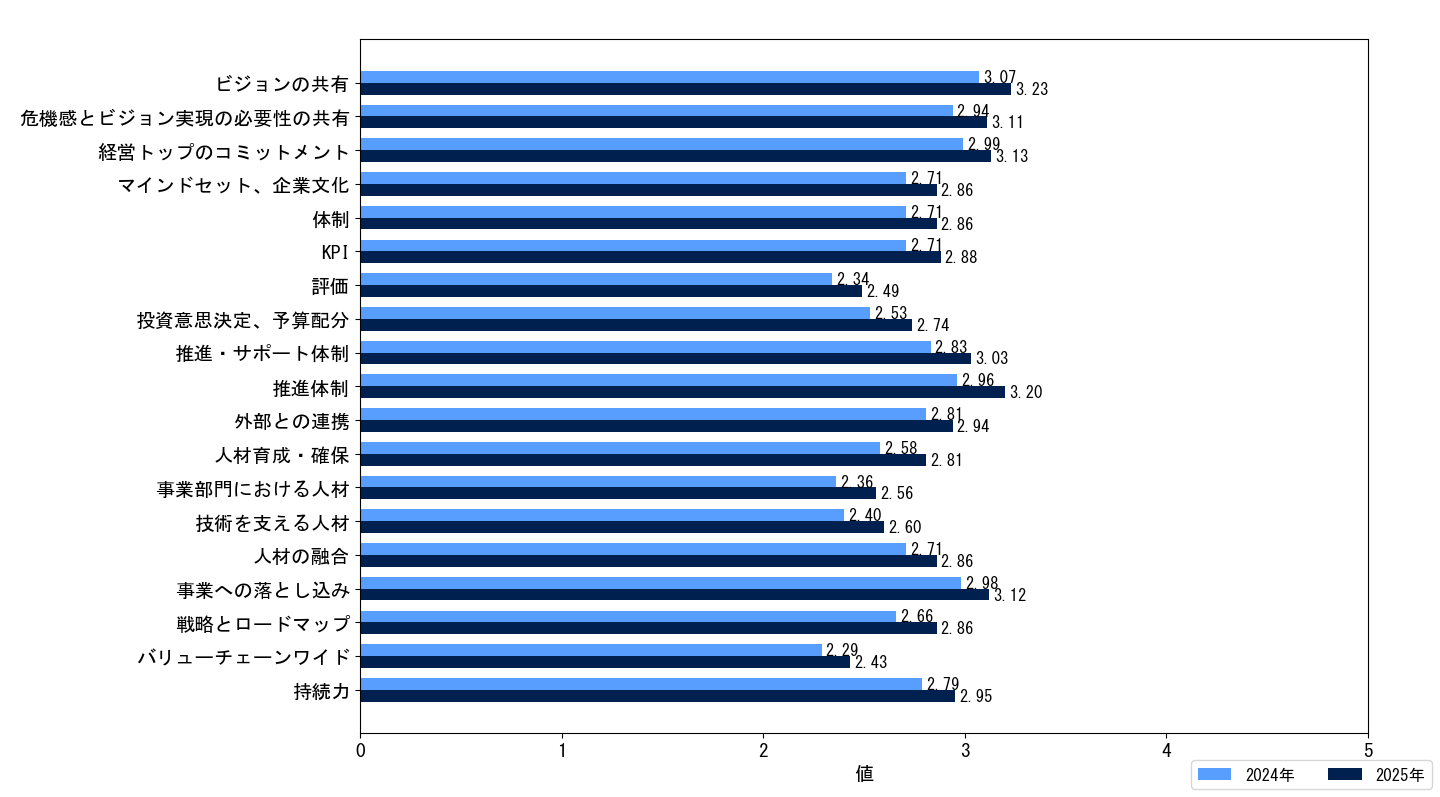 ビジョンの共有 3.07 3.23
危機感とビジョン実現の必要性の共有 2.94 3.11
経営トップのコミットメント 2.99 3.13
マインドセット、企業文化 2.71 2.86
体制 2.71 2.86
KPI 2.71 2.88
評価 2.34 2.49
投資意思決定、予算配分 2.53 2.74
推進・サポート体制 2.83 3.03
推進体制 2.96 3.20
外部との連携 2.81 2.94
人材育成・確保 2.58 2.81
事業部門における人材 2.36 2.56
技術を支える人材 2.40 2.60
人材の融合 2.71 2.86
事業への落とし込み 2.98 3.12
戦略とロードマップ 2.66 2.86
バリューチェーンワイド 2.29 2.43
持続力 2.79 2.95
0 1 2 3 4 5
値
2024年 2025年